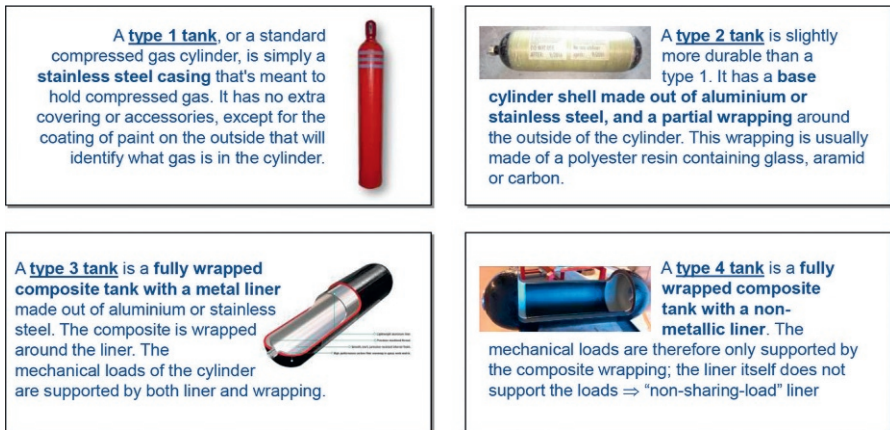 A type 1 tank, or a standard
compressed gas cylinder, is simply a
stainless steel casing that's meant to
hold compressed gas. It has no extra
covering or accessories, except for the
coating of paint on the outside that will
identify what gas is in the cylinder.
A type 2 tank is slightly
more durable than a
type 1. It has a base
cylinder shell made out of aluminium or
stainless steel, and a partial wrapping around
the outside of the cylinder. This wrapping is usually
made of a polyester resin containing glass, aramid
or carbon.
A type 3 tank is a fully wrapped
composite tank with a metal liner
made out of aluminium or stainless
steel. The composite is wrapped
around the liner. The
mechanical loads of the cylinder
are supported by both liner and wrapping.
A type 4 tank is a fully
wrapped composite
tank with a non-
metallic liner. The
mechanical loads are therefore only supported by
the composite wrapping; the liner itself does not
support the loads ⇒ “non-sharing-load” liner